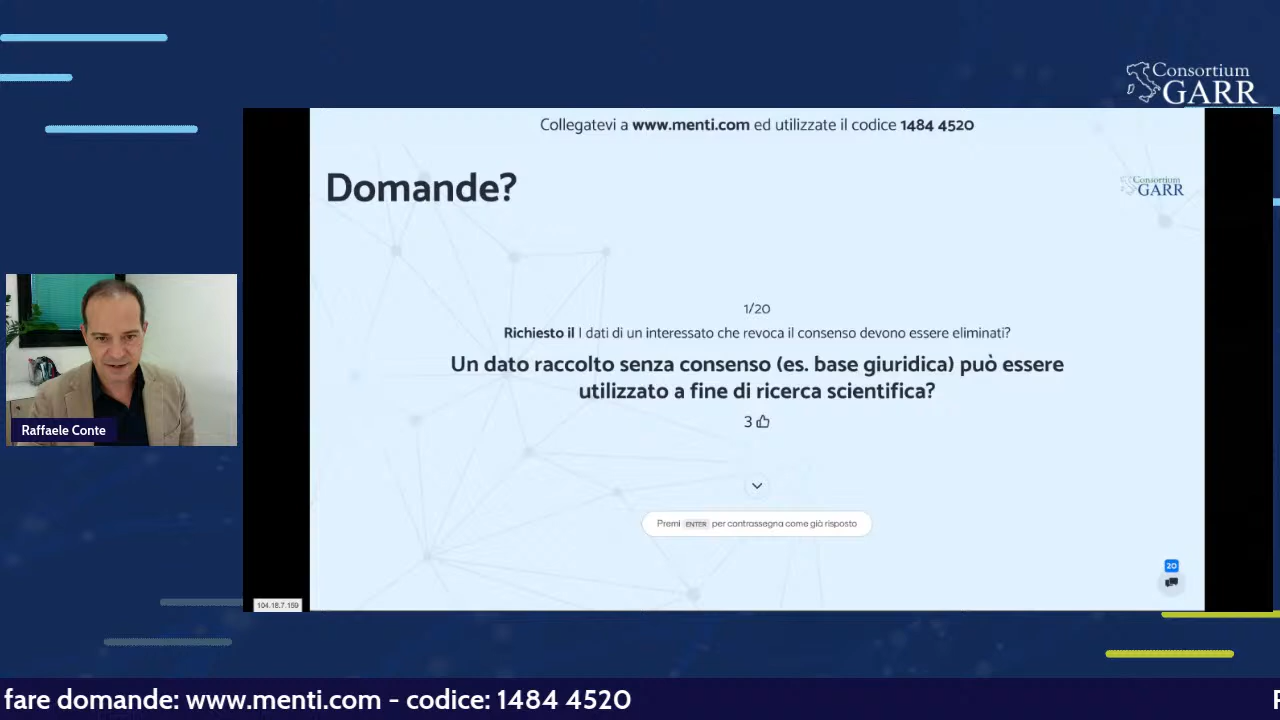 Consortium
GARR
Collegatevi a www.menti.com ed utilizzate il codice 1484 4520
Domande?
Consortium
GARR
1/20
Richiesto il I dati di un interessato che revoca il consenso devono essere eliminati?
Un dato raccolto senza consenso (es. base giuridica) può essere
utilizzato a fine di ricerca scientifica?
3
Premi ENTER per contrassegna come già risposto
20
Raffaele Conte
104.18.7.159
fare domande: www.menti.com - codice: 1484 4520